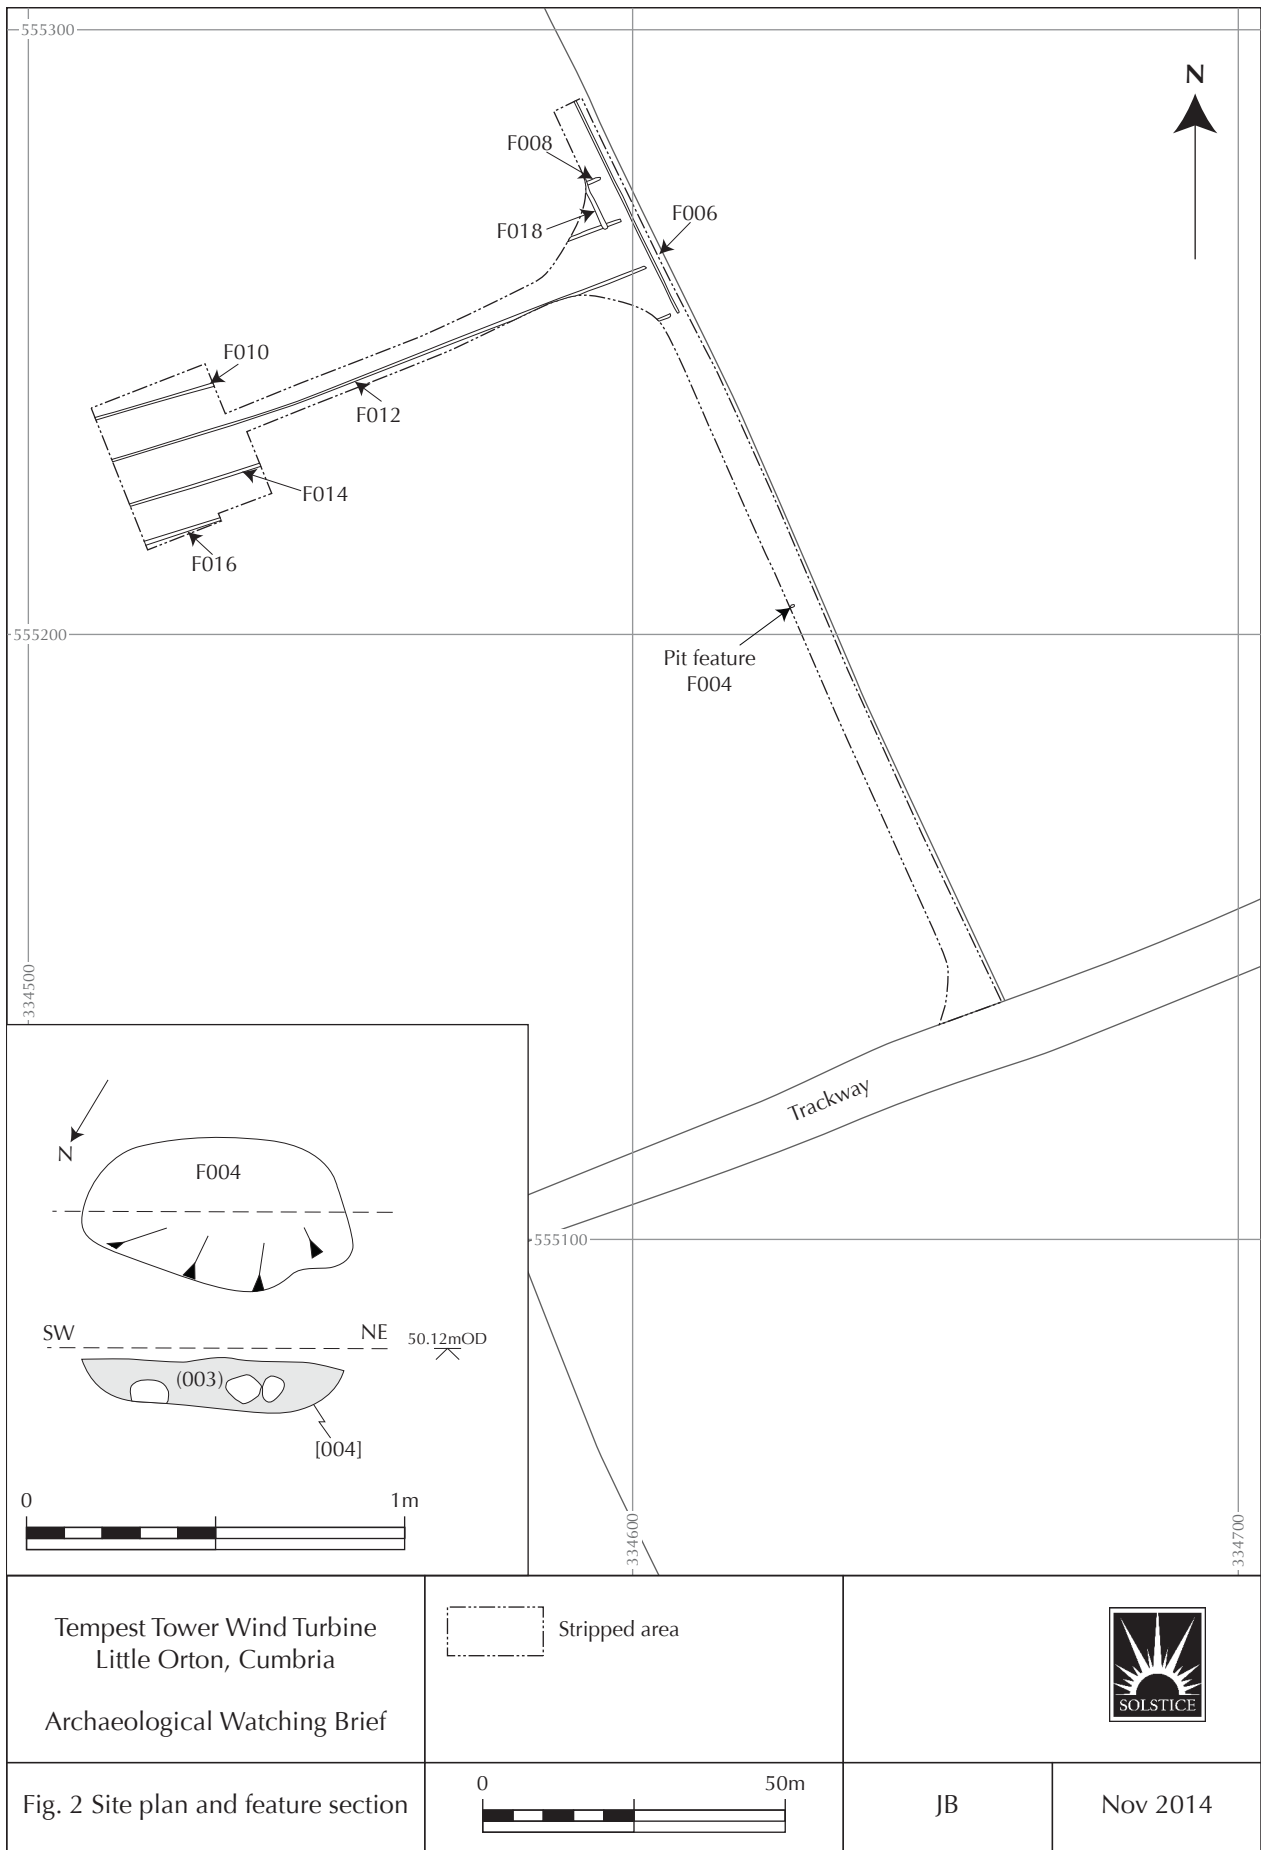 555300
N
F008
F018
F006
F010
F012
F014
F016
555200
Pit feature
F004
334500
Trackway
N
F004
555100
SW
NE
50.12mOD
(003)
[004]
0
1m
334600
334700
Tempest Tower Wind Turbine
Little Orton, Cumbria
Archaeological Watching Brief
Stripped area
SOLSTICE
Fig. 2 Site plan and feature section
0
50m
JB
Nov 2014